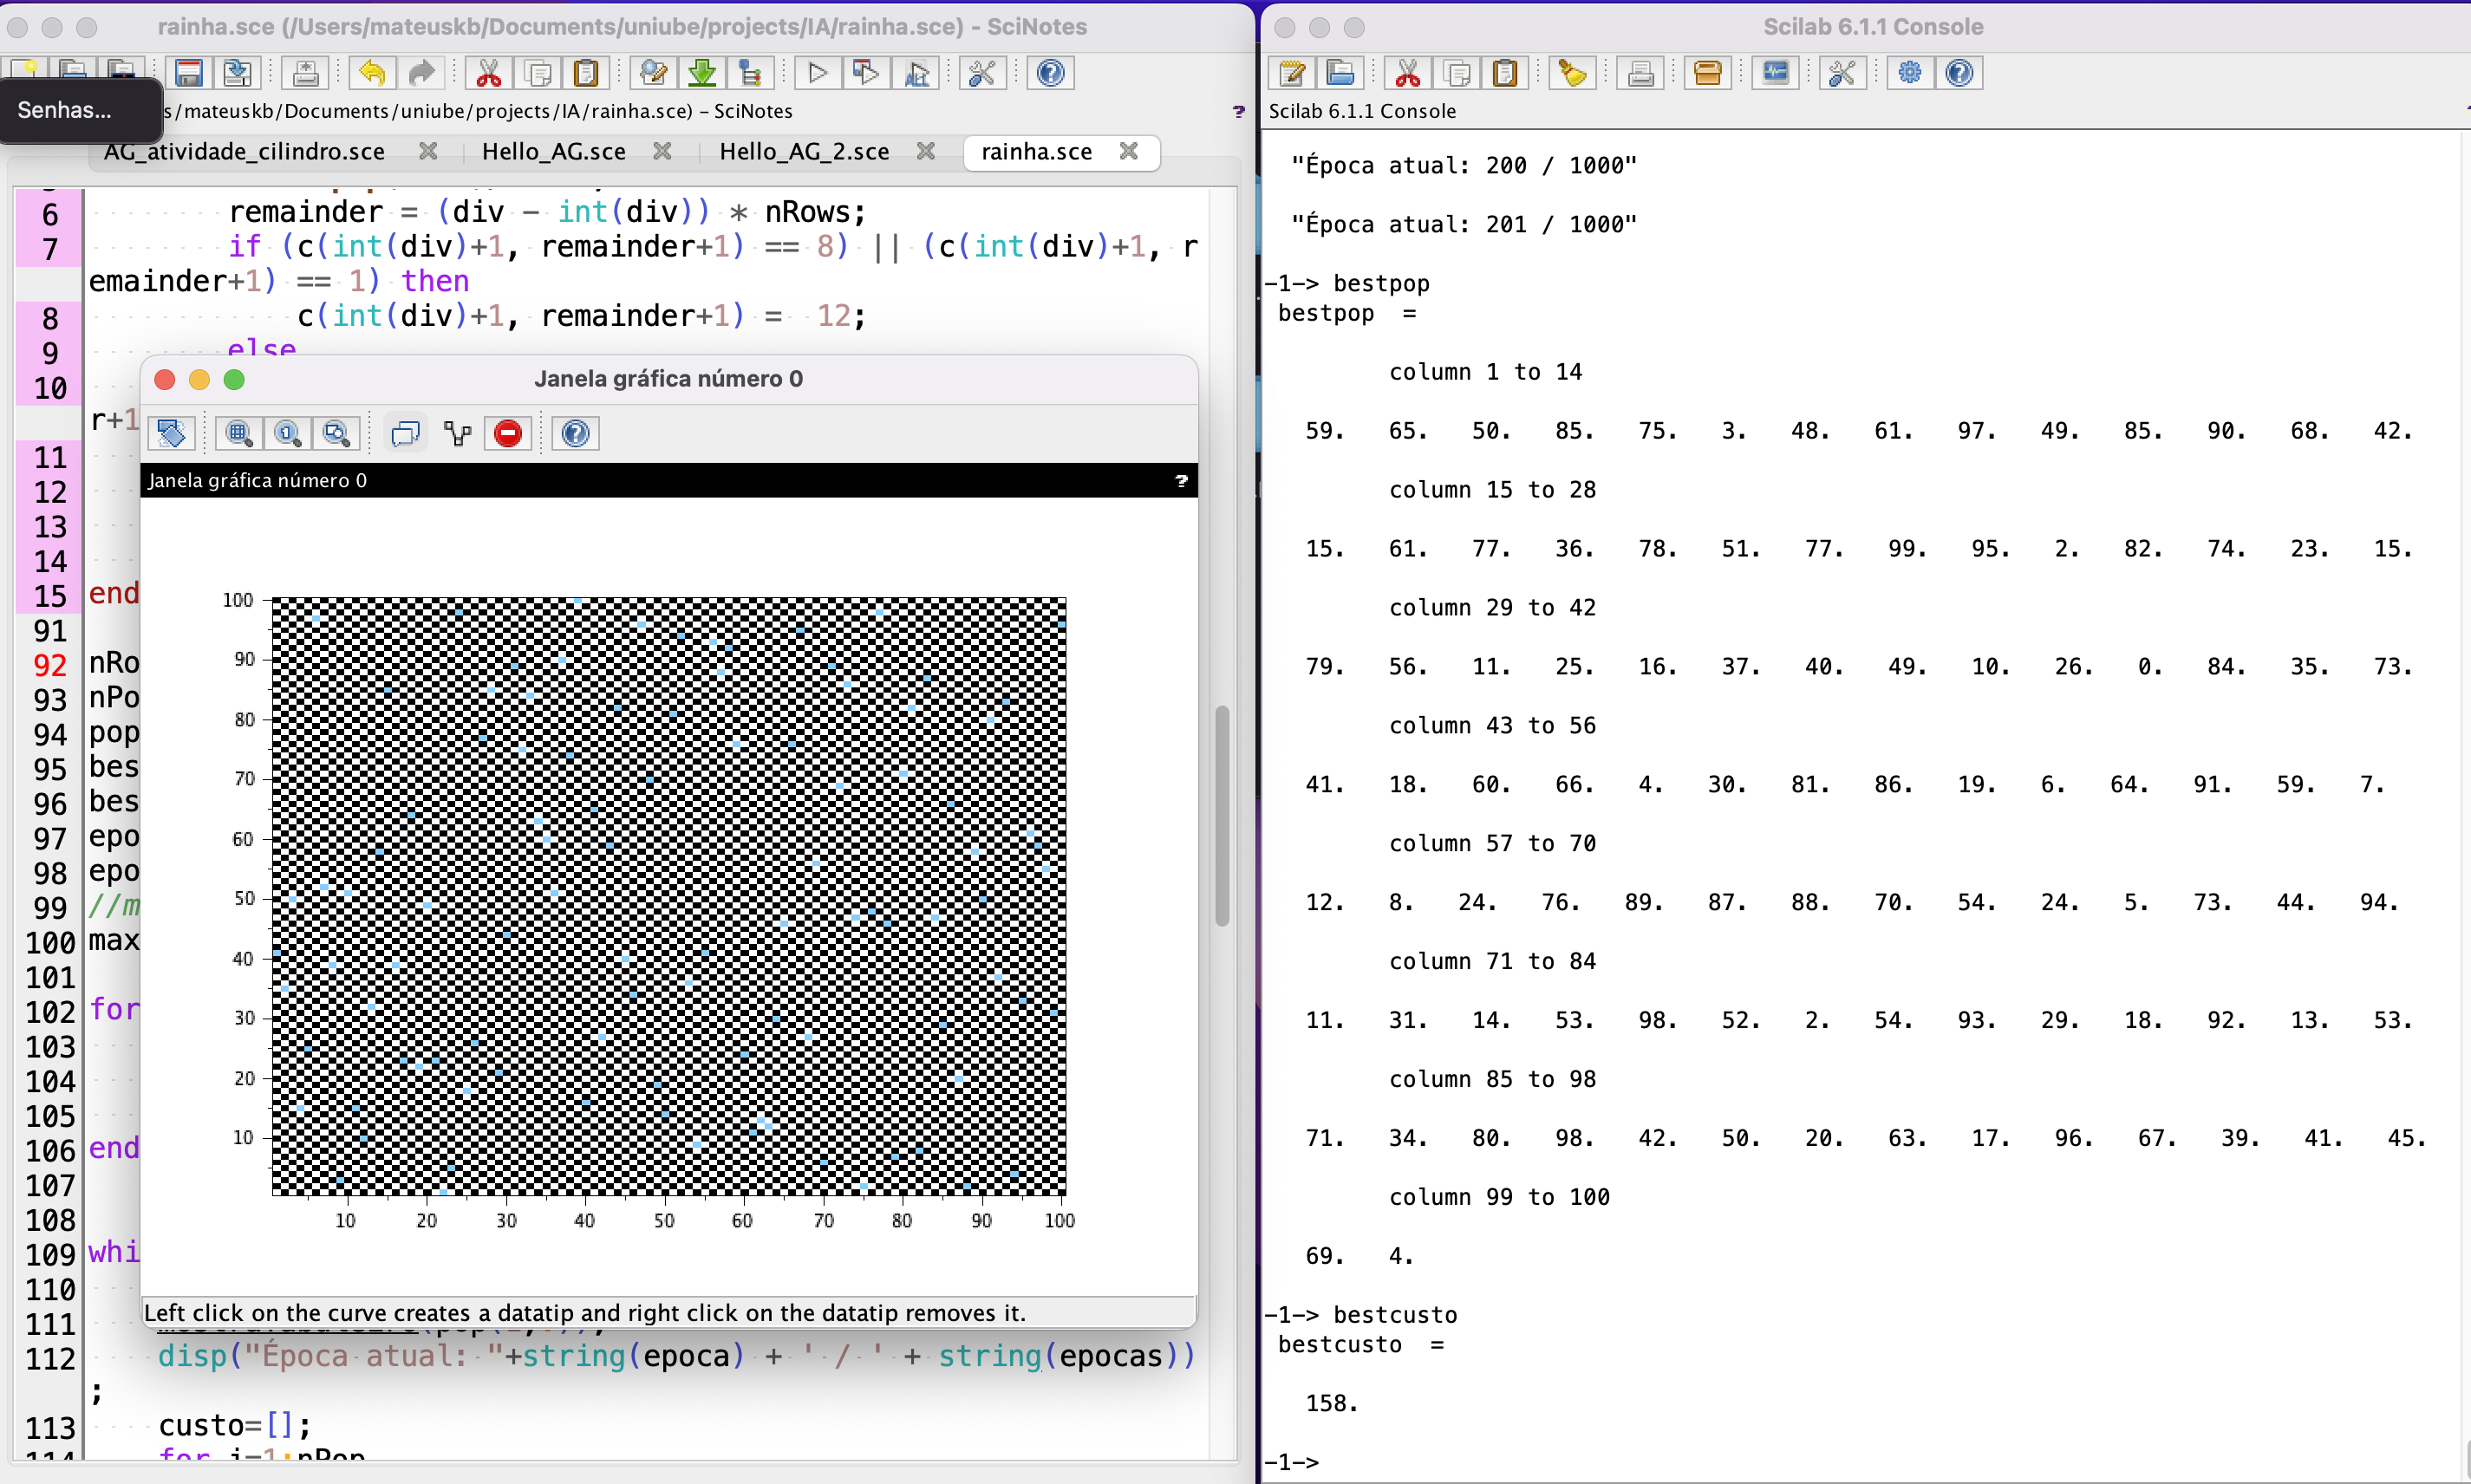 rainha.sce (/Users/mateuskb/Documents/uniube/projects/IA/rainha.sce) - SciNotes
Senhas...
s/mateuskb/Documents/uniube/projects/IA/rainha.sce) - SciNotes
?
AG_atividade_cilindro.sce
Hello_AG.sce
Hello_AG_2.sce
rainha.sce
6 remainder = (div - int(div)) * nRows;
7 if (c(int(div)+1, remainder+1) == 8) || (c(int(div)+1, r
emainder+1) == 1) then
8 c(int(div)+1, remainder+1) = 12;
9 else
10
r+1
11
12
13
14
15 end
91
92 nRo
93 nPo
94 pop
95 bes
96 bes
97 epo
98 epo
99 //m
100 max
101
102 for
103
104
105
106 end
107
108
109 whi
110
111
112 disp("Época atual: "+string(epoca) + ' / ' + string(epocas))
;
113 custo=[];
114 for i=1:nPop
Janela gráfica número 0
Janela gráfica número 0
?
100
90
80
70
60
50
40
30
20
10
10 20 30 40 50 60 70 80 90 100
Left click on the curve creates a datatip and right click on the datatip removes it.
Scilab 6.1.1 Console
Scilab 6.1.1 Console
"Época atual: 200 / 1000"
"Época atual: 201 / 1000"
-1-> bestpop
bestpop =
column 1 to 14
59. 65. 50. 85. 75. 3. 48. 61. 97. 49. 85. 90. 68. 42.
column 15 to 28
15. 61. 77. 36. 78. 51. 77. 99. 95. 2. 82. 74. 23. 15.
column 29 to 42
79. 56. 11. 25. 16. 37. 40. 49. 10. 26. 0. 84. 35. 73.
column 43 to 56
41. 18. 60. 66. 4. 30. 81. 86. 19. 6. 64. 91. 59. 7.
column 57 to 70
12. 8. 24. 76. 89. 87. 88. 70. 54. 24. 5. 73. 44. 94.
column 71 to 84
11. 31. 14. 53. 98. 52. 2. 54. 93. 29. 18. 92. 13. 53.
column 85 to 98
71. 34. 80. 98. 42. 50. 20. 63. 17. 96. 67. 39. 41. 45.
column 99 to 100
69. 4.
-1-> bestcusto
bestcusto =
158.
-1->